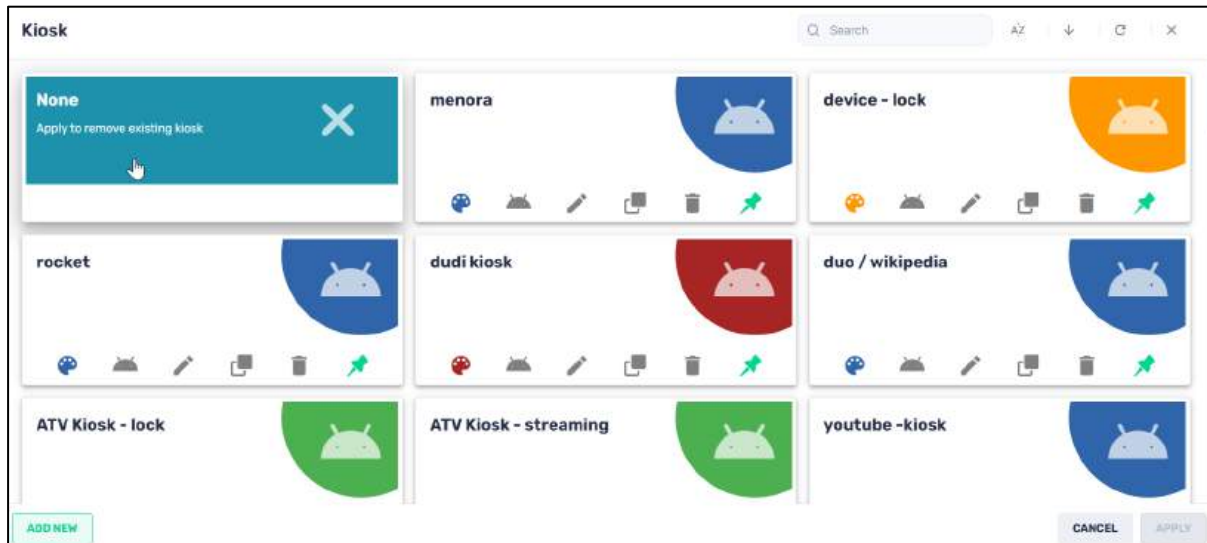 Kiosk
Search
AZ
None
Apply to remove existing kiosk
menora
device - lock
rocket
dudi kiosk
duo / wikipedia
ATV Kiosk - lock
ATV Kiosk - streaming
youtube -kiosk
ADD NEW
CANCEL
APPLY